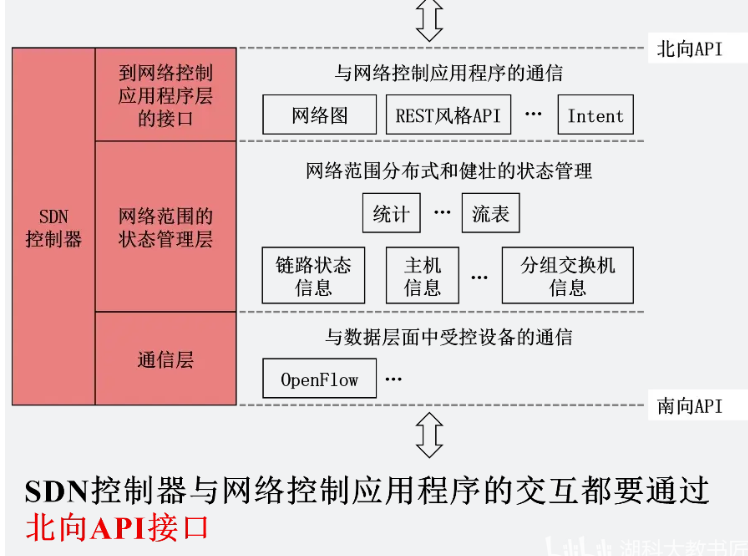 北向API
到网络控制
应用程序层
的接口
与网络控制应用程序的通信
网络图
REST风格API
…
Intent
SDN
控制器
网络范围的
状态管理层
网络范围分布式和健壮的状态管理
统计
…
流表
链路状态
信息
主机
信息
…
分组交换机
信息
通信层
与数据层面中受控设备的通信
OpenFlow
…
南向API
SDN控制器与网络控制应用程序的交互都要通过
北向API接口
湖科大教书匠